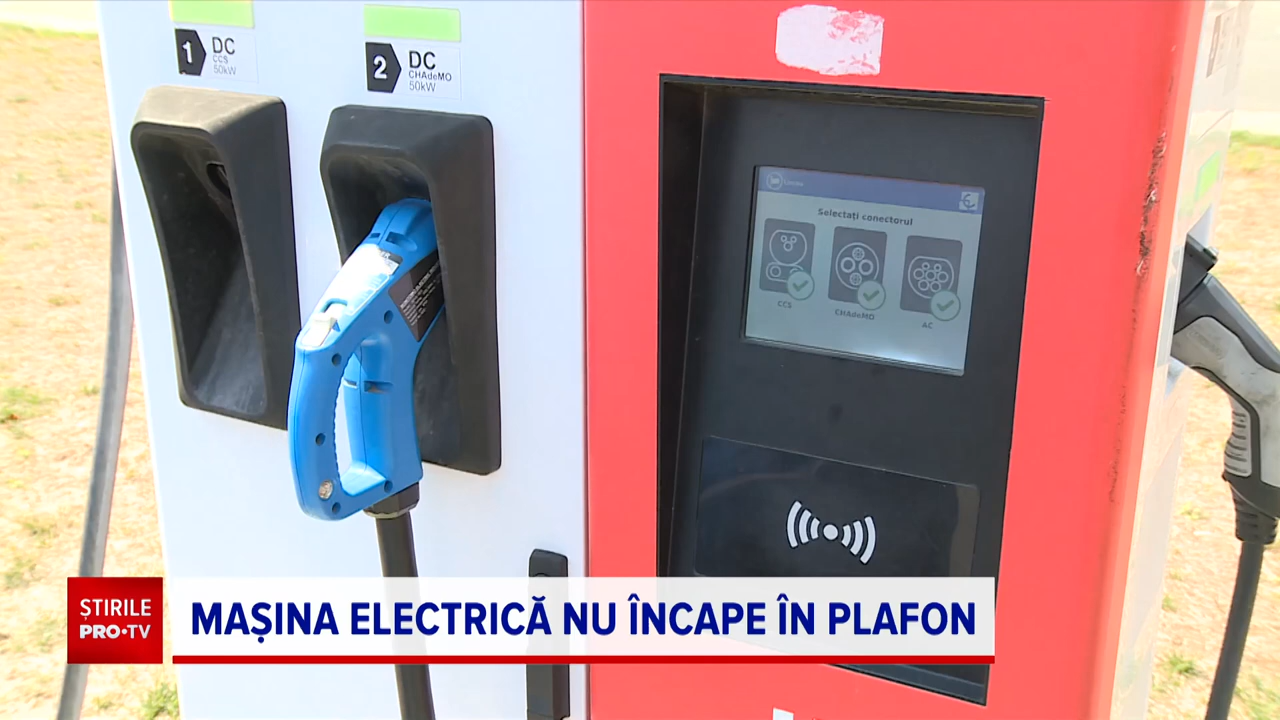 1
DC
CCS
50kW
2
DC
CHAdeMO
50kW
Selectați conectorul
CCS
CHAdeMO
AC
ȘTIRILE
PRO•TV
MAȘINA ELECTRICĂ NU ÎNCAPE ÎN PLAFON